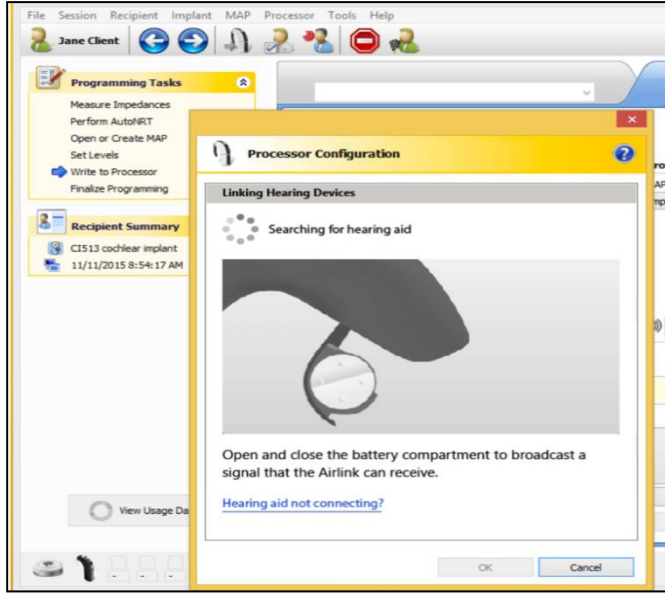 File Session Recipient Implant MAP Processor Tools Help
Jane Client
Programming Tasks
Measure Impedances
Perform AutoNRT
Open or Create MAP
Set Levels
Write to Processor
Finalize Programming
Recipient Summary
CI513 cochlear implant
11/11/2015 8:54:17 AM
View Usage Da
Processor Configuration
Linking Hearing Devices
Searching for hearing aid
Open and close the battery compartment to broadcast a
signal that the Airlink can receive.
Hearing aid not connecting?
OK Cancel